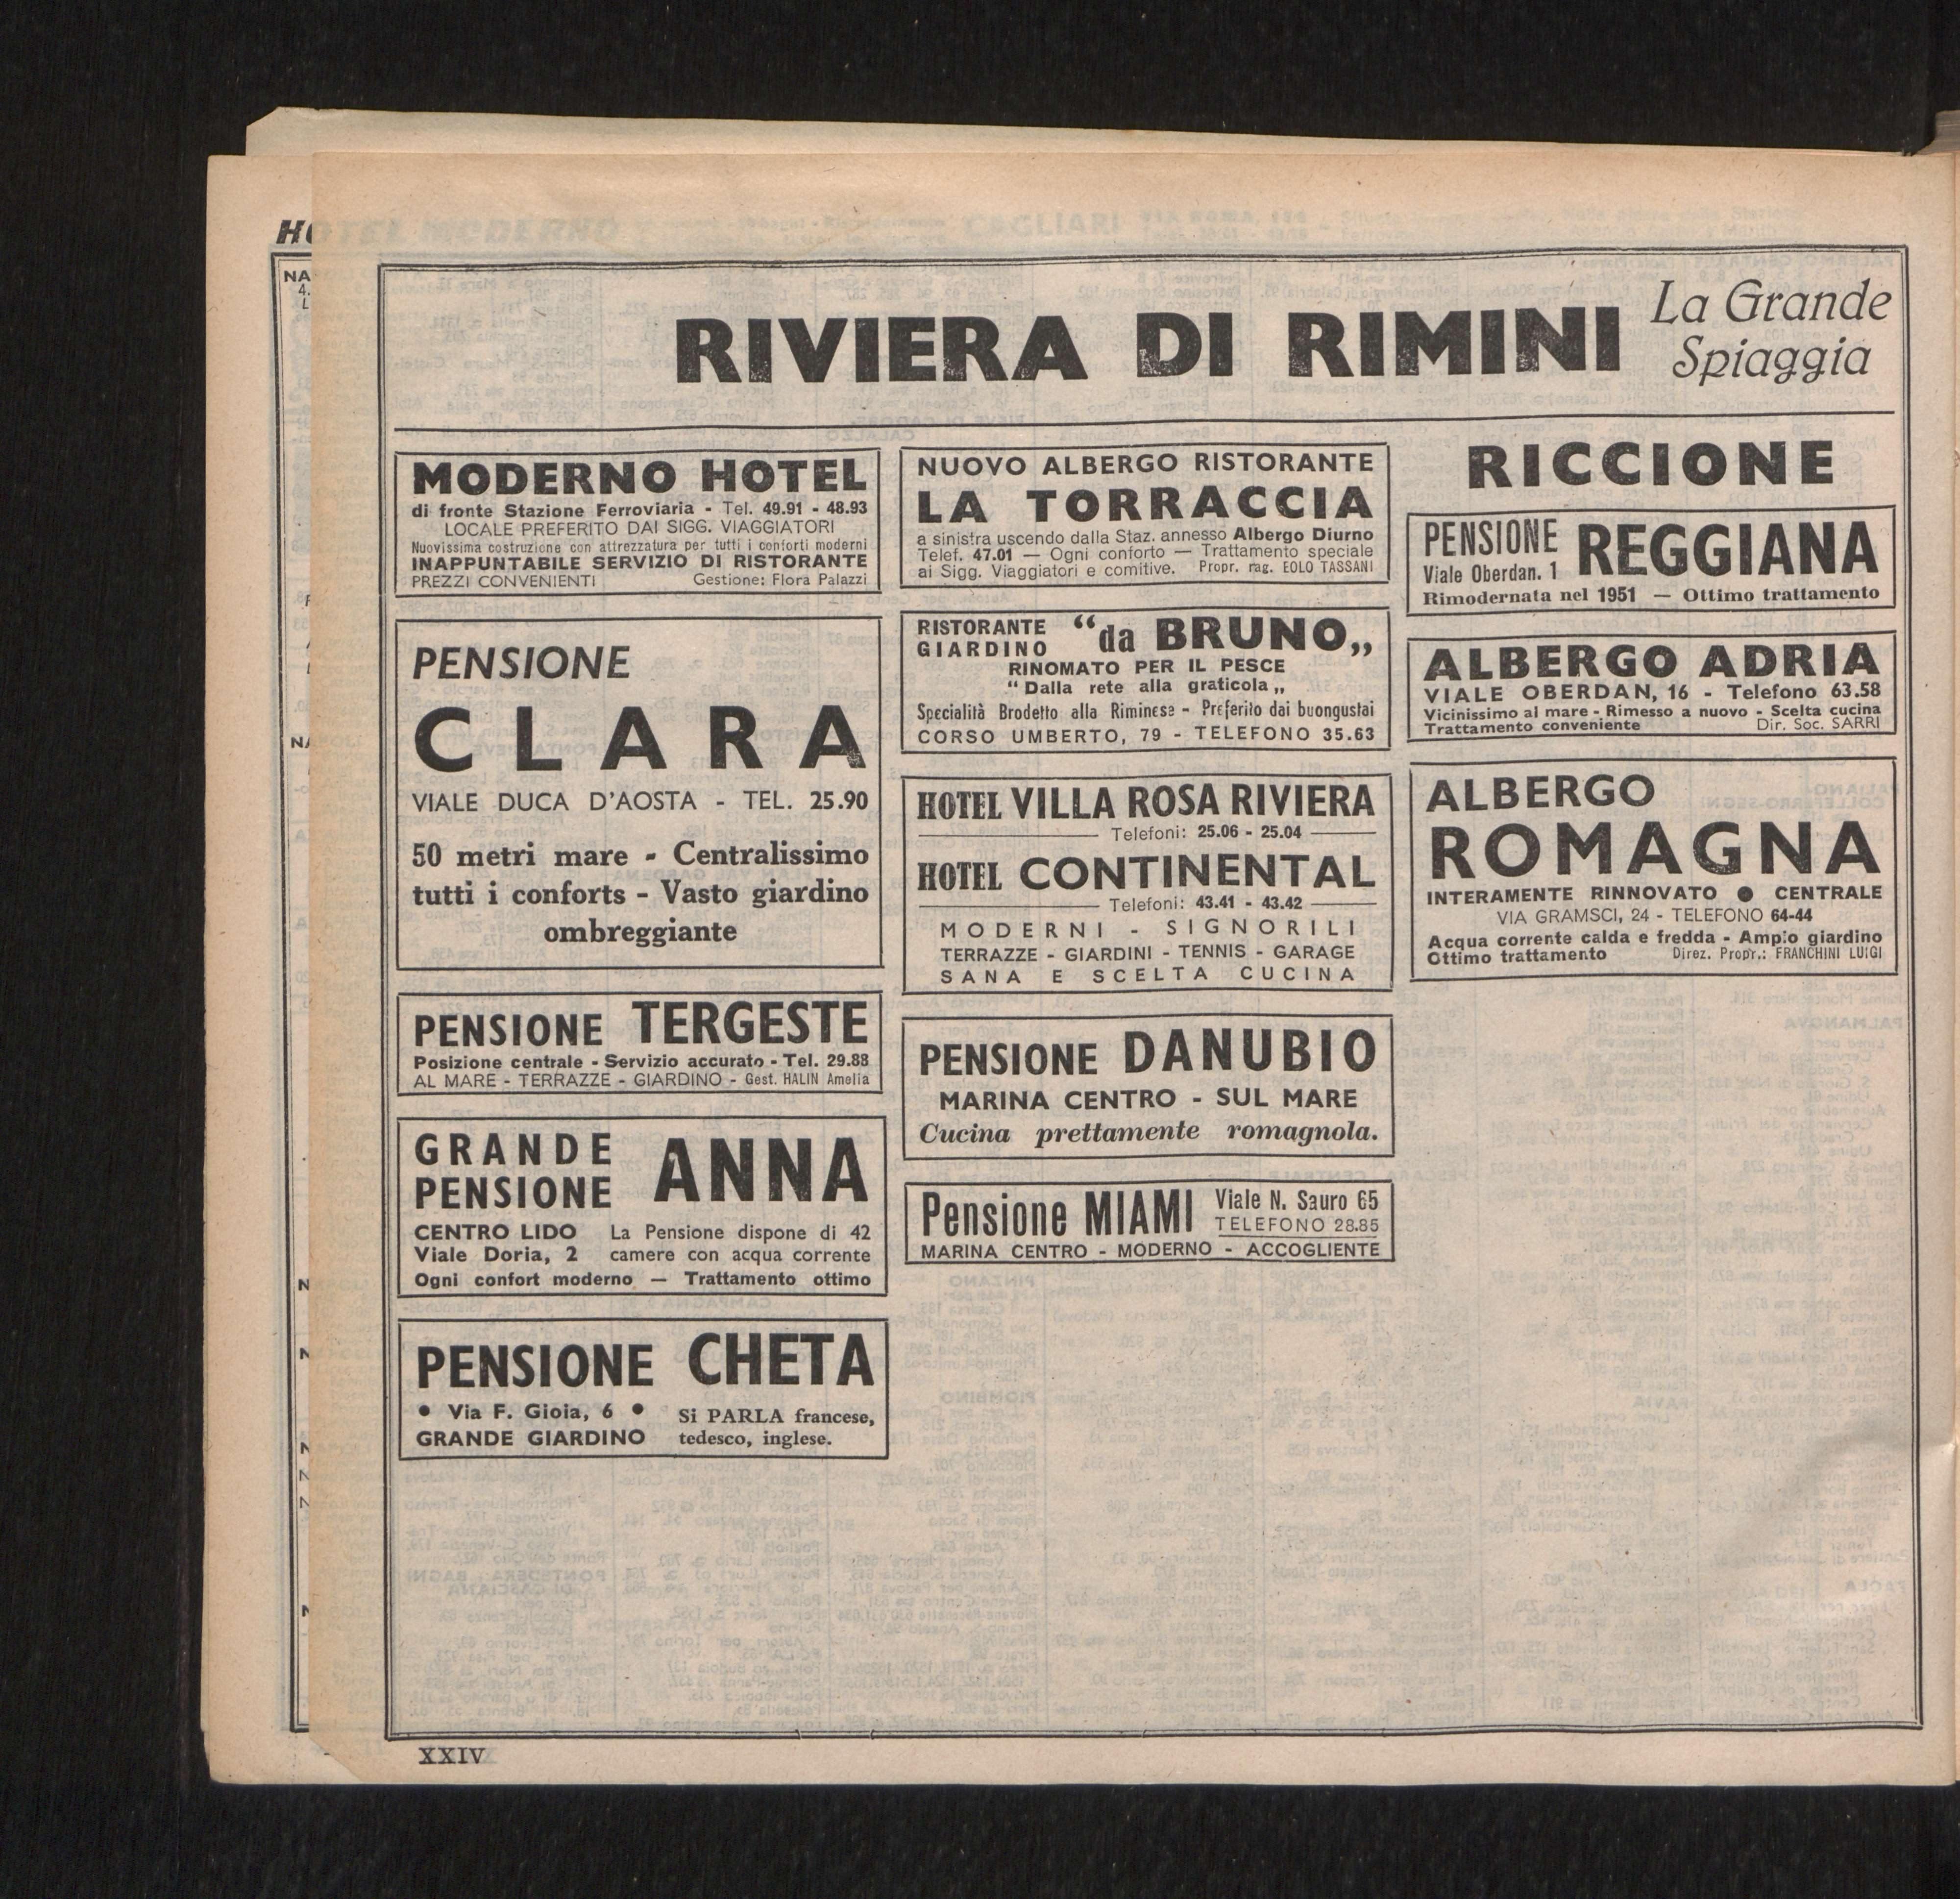 RIVIERA DI RIMINI
La Grande
Spiaggia
MODERNO HOTEL
di fronte Stazione Ferroviaria - Tel. 49.91 - 48.93
LOCALE PREFERITO DAI SIGG. VIAGGIATORI
Nuovissima costruzione con attrezzatura per tutti i conforti moderni
INAPPUNTABILE SERVIZIO DI RISTORANTE
PREZZI CONVENIENTI Gestione: Flora Palazzi
PENSIONE
CLARA
VIALE DUCA D'AOSTA - TEL. 25.90
50 metri mare - Centralissimo
tutti i conforts - Vasto giardino
ombreggiante
PENSIONE TERGESTE
Posizione centrale - Servizio accurato - Tel. 29.88
AL MARE - TERRAZZE - GIARDINO - Gest. HALIN Amelia
GRANDE
PENSIONE
ANNA
CENTRO LIDO
Viale Doria, 2
La Pensione dispone di 42
camere con acqua corrente
Ogni confort moderno — Trattamento ottimo
PENSIONE CHETA
• Via F. Gioia, 6 •
GRANDE GIARDINO
Si PARLA francese,
tedesco, inglese.
NUOVO ALBERGO RISTORANTE
LA TORRACCIA
a sinistra uscendo dalla Staz. annesso Albergo Diurno
Telef. 47.01 — Ogni conforto — Trattamento speciale
ai Sigg. Viaggiatori e comitive. Propr. rag. EOLO TASSANI
RISTORANTE
GIARDINO
“da BRUNO„
RINOMATO PER IL PESCE
“Dalla rete alla graticola„
Specialità Brodetto alla Riminese - Preferito dai buongustai
CORSO UMBERTO, 79 - TELEFONO 35.63
HOTEL VILLA ROSA RIVIERA
Telefoni: 25.06 - 25.04
HOTEL CONTINENTAL
Telefoni: 43.41 - 43.42
MODERNI - SIGNORILI
TERRAZZE - GIARDINI - TENNIS - GARAGE
SANA E SCELTA CUCINA
PENSIONE DANUBIO
MARINA CENTRO - SUL MARE
Cucina prettamente romagnola.
Pensione MIAMI
Viale N. Sauro 65
TELEFONO 28.85
MARINA CENTRO - MODERNO - ACCOGLIENTE
RICCIONE
PENSIONE
Viale Oberdan. 1
REGGIANA
Rimodernata nel 1951 — Ottimo trattamento
ALBERGO ADRIA
VIALE OBERDAN, 16 - Telefono 63.58
Vicinissimo al mare - Rimesso a nuovo - Scelta cucina
Trattamento conveniente Dir. Soc. SARRI
ALBERGO
ROMAGNA
INTERAMENTE RINNOVATO • CENTRALE
VIA GRAMSCI, 24 - TELEFONO 64-44
Acqua corrente calda e fredda - Ampio giardino
Ottimo trattamento Direz. Propr.: FRANCHINI LUIGI
XXIV